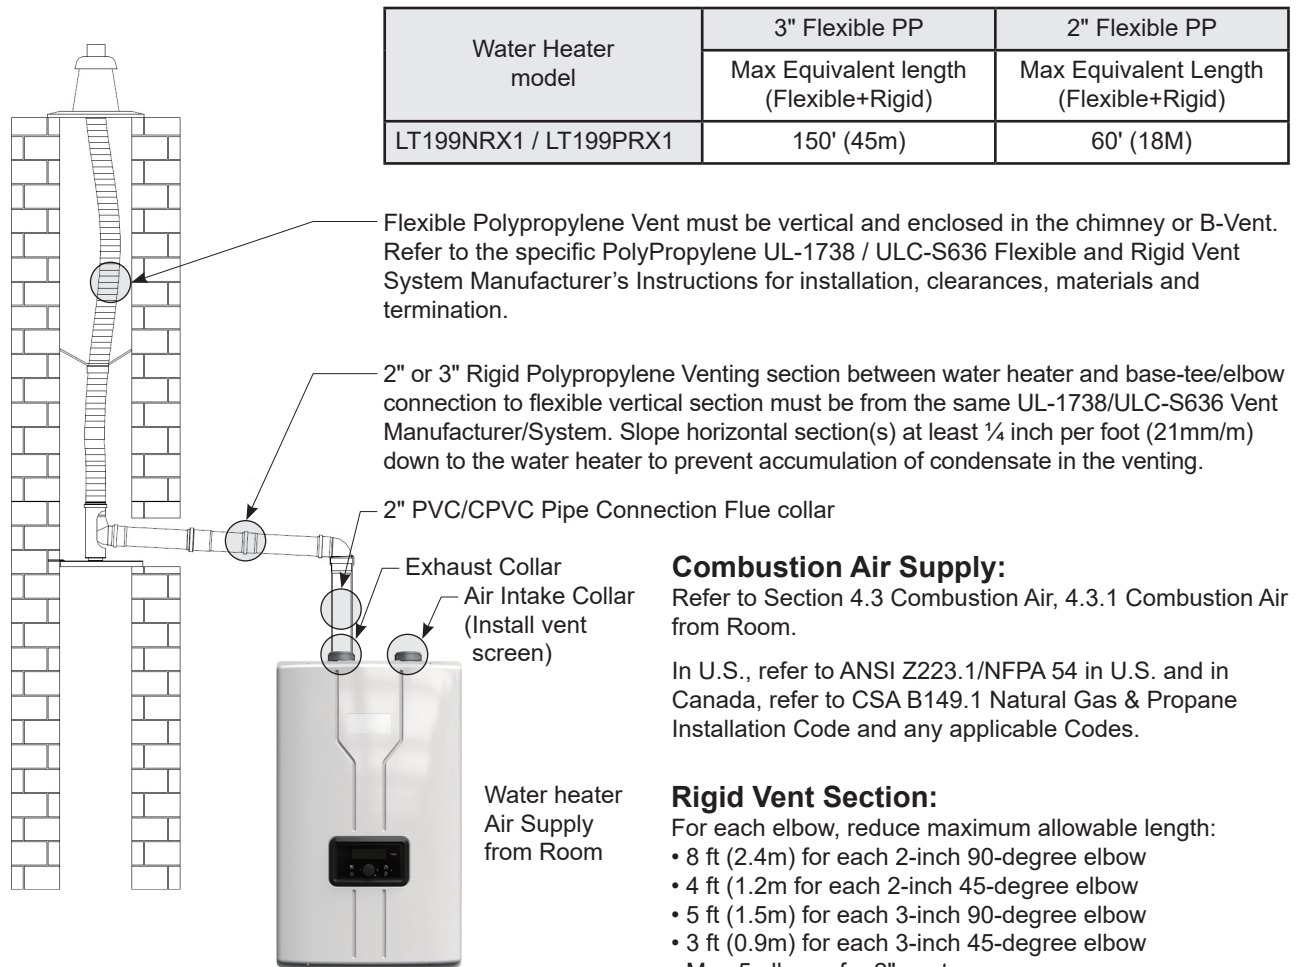 Water Heater
model
3" Flexible PP
2" Flexible PP
Max Equivalent length
(Flexible+Rigid)
Max Equivalent Length
(Flexible+Rigid)
LT199NRX1 / LT199PRX1
150' (45m)
60' (18M)
Flexible Polypropylene Vent must be vertical and enclosed in the chimney or B-Vent.
Refer to the specific PolyPropylene UL-1738 / ULC-S636 Flexible and Rigid Vent
System Manufacturer’s Instructions for installation, clearances, materials and
termination.
2" or 3" Rigid Polypropylene Venting section between water heater and base-tee/elbow
connection to flexible vertical section must be from the same UL-1738/ULC-S636 Vent
Manufacturer/System. Slope horizontal section(s) at least ¼ inch per foot (21mm/m)
down to the water heater to prevent accumulation of condensate in the venting.
2" PVC/CPVC Pipe Connection Flue collar
Exhaust Collar
Air Intake Collar
(Install vent
screen)
Combustion Air Supply:
Refer to Section 4.3 Combustion Air, 4.3.1 Combustion Air
from Room.
In U.S., refer to ANSI Z223.1/NFPA 54 in U.S. and in
Canada, refer to CSA B149.1 Natural Gas & Propane
Installation Code and any applicable Codes.
Water heater
Air Supply
from Room
Rigid Vent Section:
For each elbow, reduce maximum allowable length:
• 8 ft (2.4m) for each 2-inch 90-degree elbow
• 4 ft (1.2m for each 2-inch 45-degree elbow
• 5 ft (1.5m) for each 3-inch 90-degree elbow
• 3 ft (0.9m) for each 3-inch 45-degree elbow